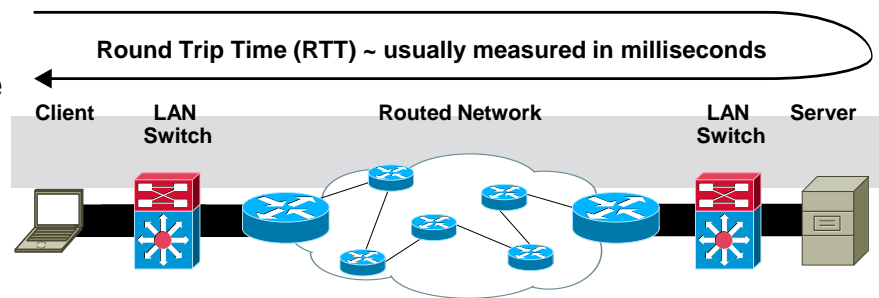 Round Trip Time (RTT) ~ usually measured in milliseconds
e
Client
LAN
Switch
Routed Network
LAN
Switch
Server